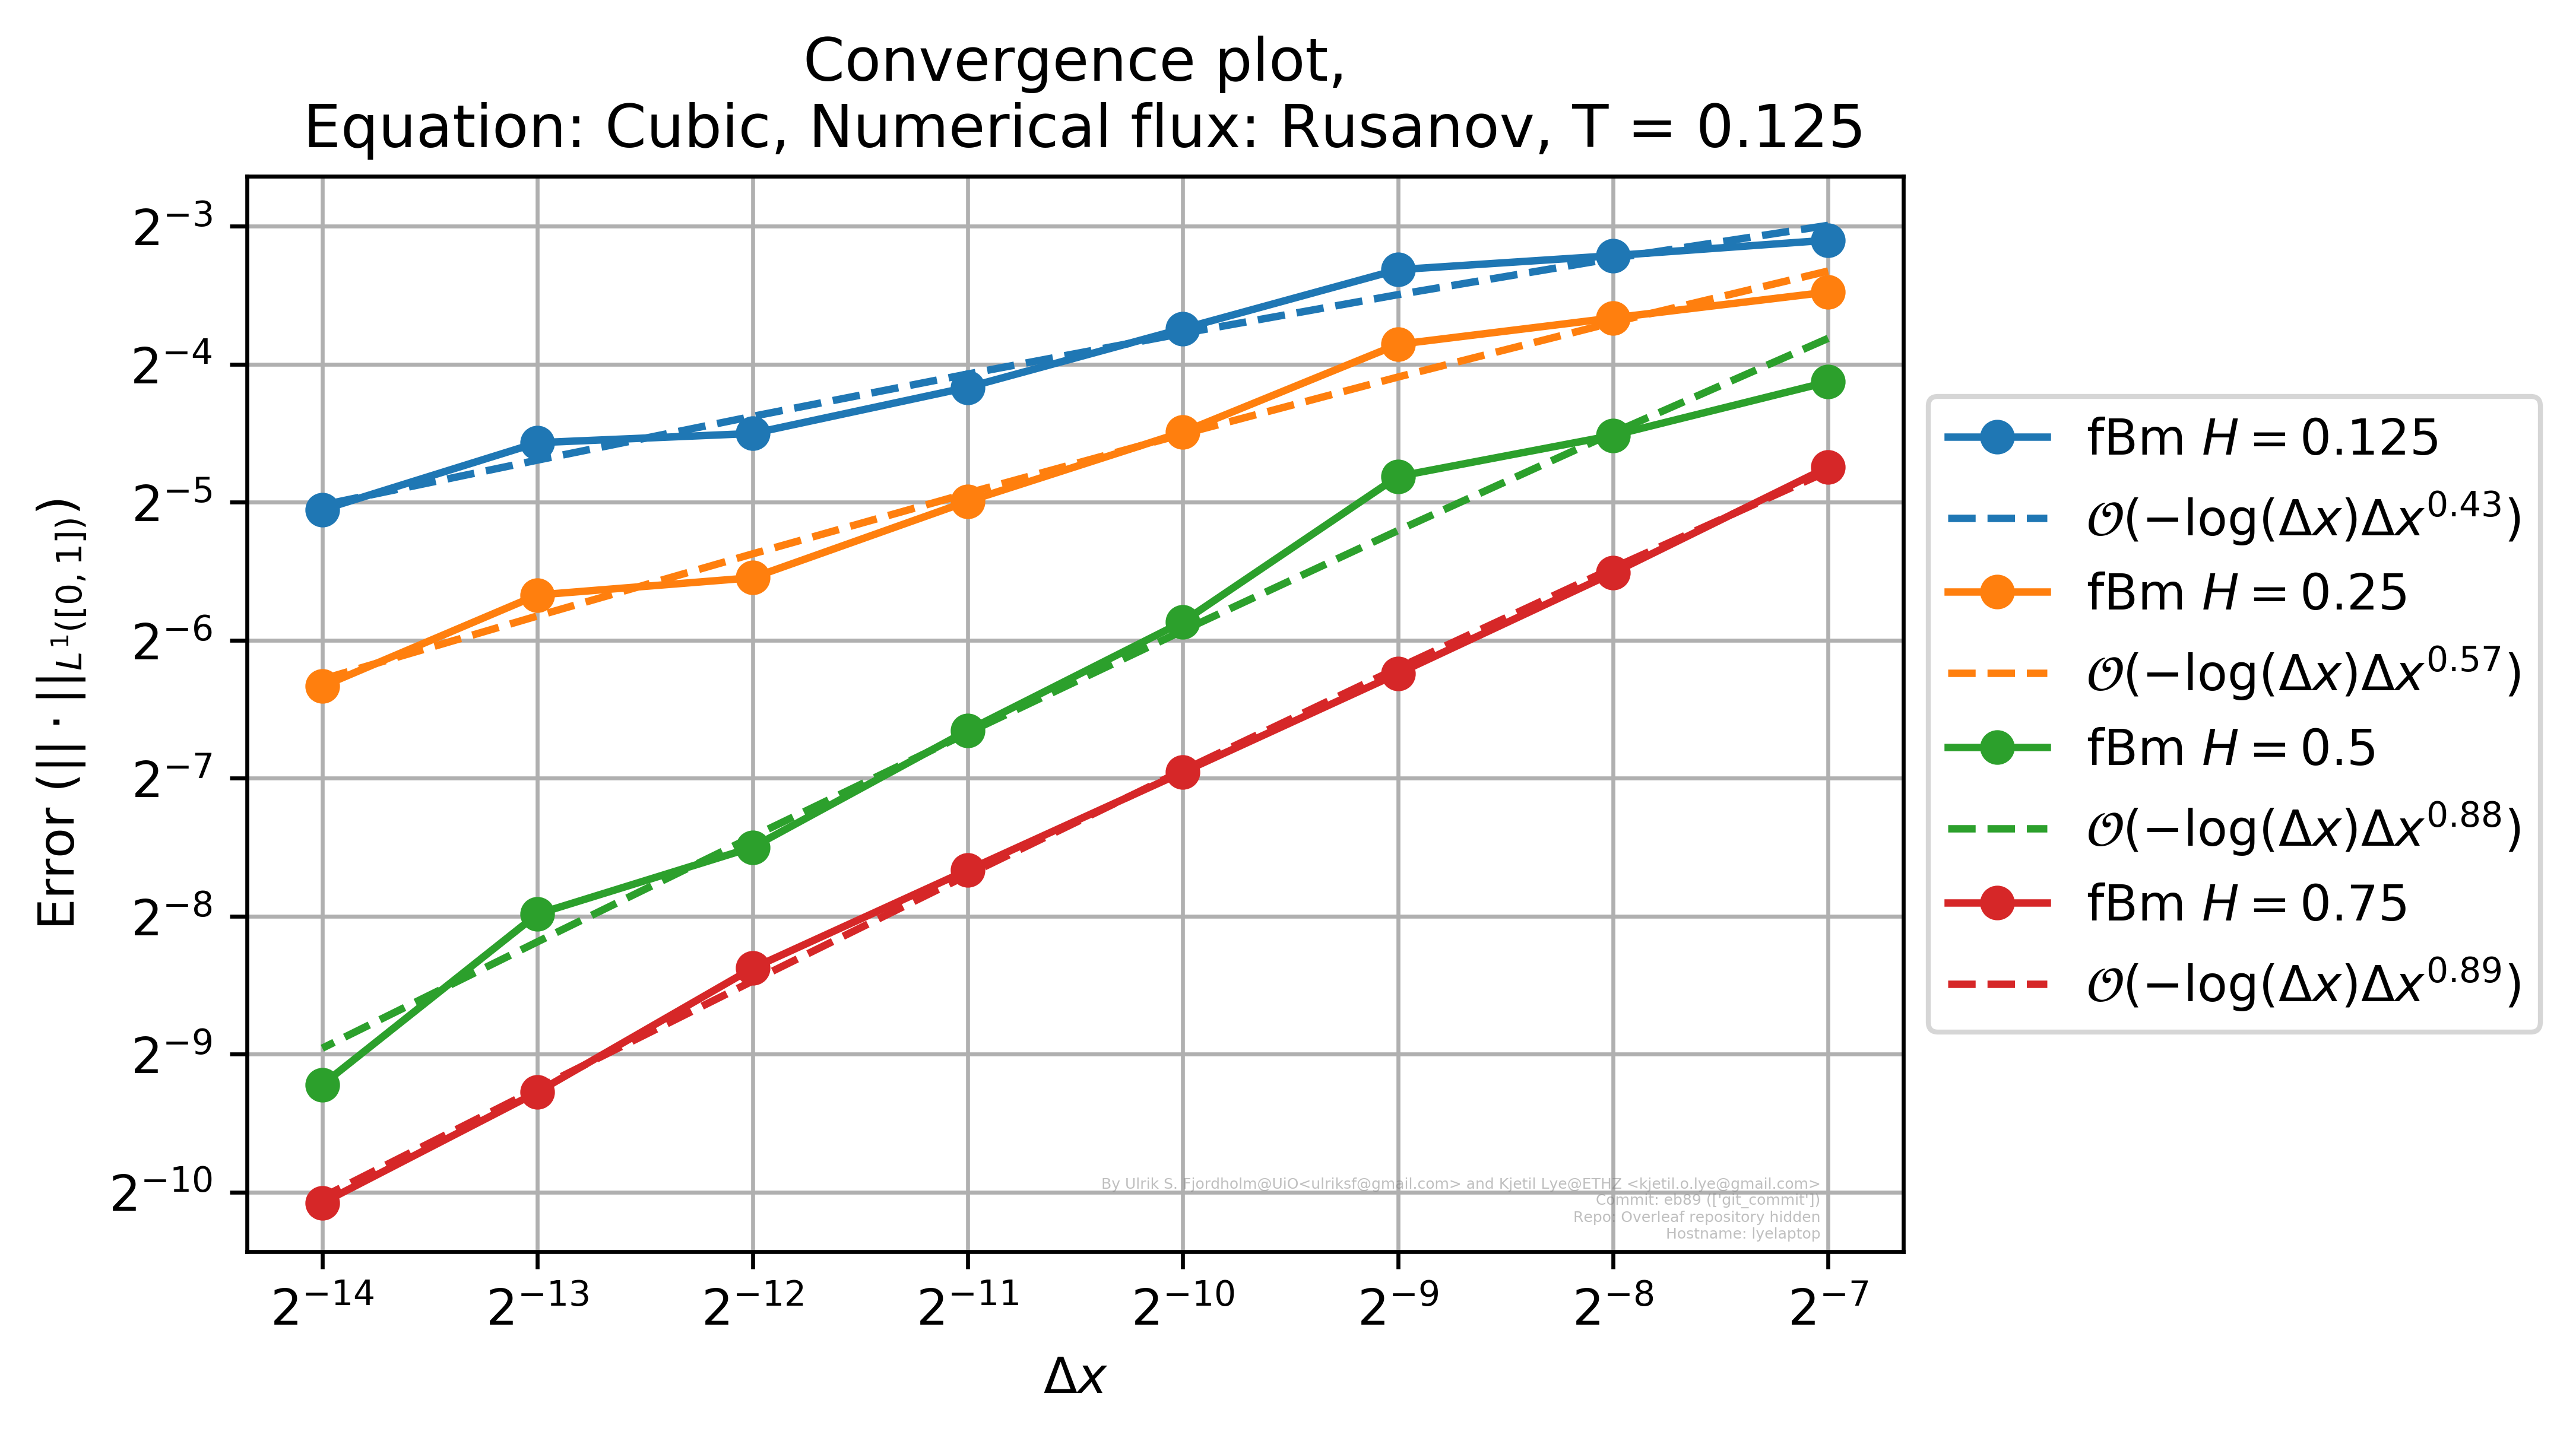 Convergence plot,
Equation: Cubic, Numerical flux: Rusanov, T = 0.125
Error (|| · ||_{L^1([0, 1])})
2^{−3}
2^{−4}
2^{−5}
2^{−6}
2^{−7}
2^{−8}
2^{−9}
2^{−10}
fBm H = 0.125
𝒪(−log(Δx)Δx^{0.43})
fBm H = 0.25
𝒪(−log(Δx)Δx^{0.57})
fBm H = 0.5
𝒪(−log(Δx)Δx^{0.88})
fBm H = 0.75
𝒪(−log(Δx)Δx^{0.89})
By Ulrik S. Fjordholm@UiO<ulriksf@gmail.com> and Kjetil Lye@ETHZ <kjetil.o.lye@gmail.com>
Commit: eb89 (['git_commit'])
Repo: Overleaf repository hidden
Hostname: lyelaptop
2^{−14} 2^{−13} 2^{−12} 2^{−11} 2^{−10} 2^{−9} 2^{−8} 2^{−7}
Δx